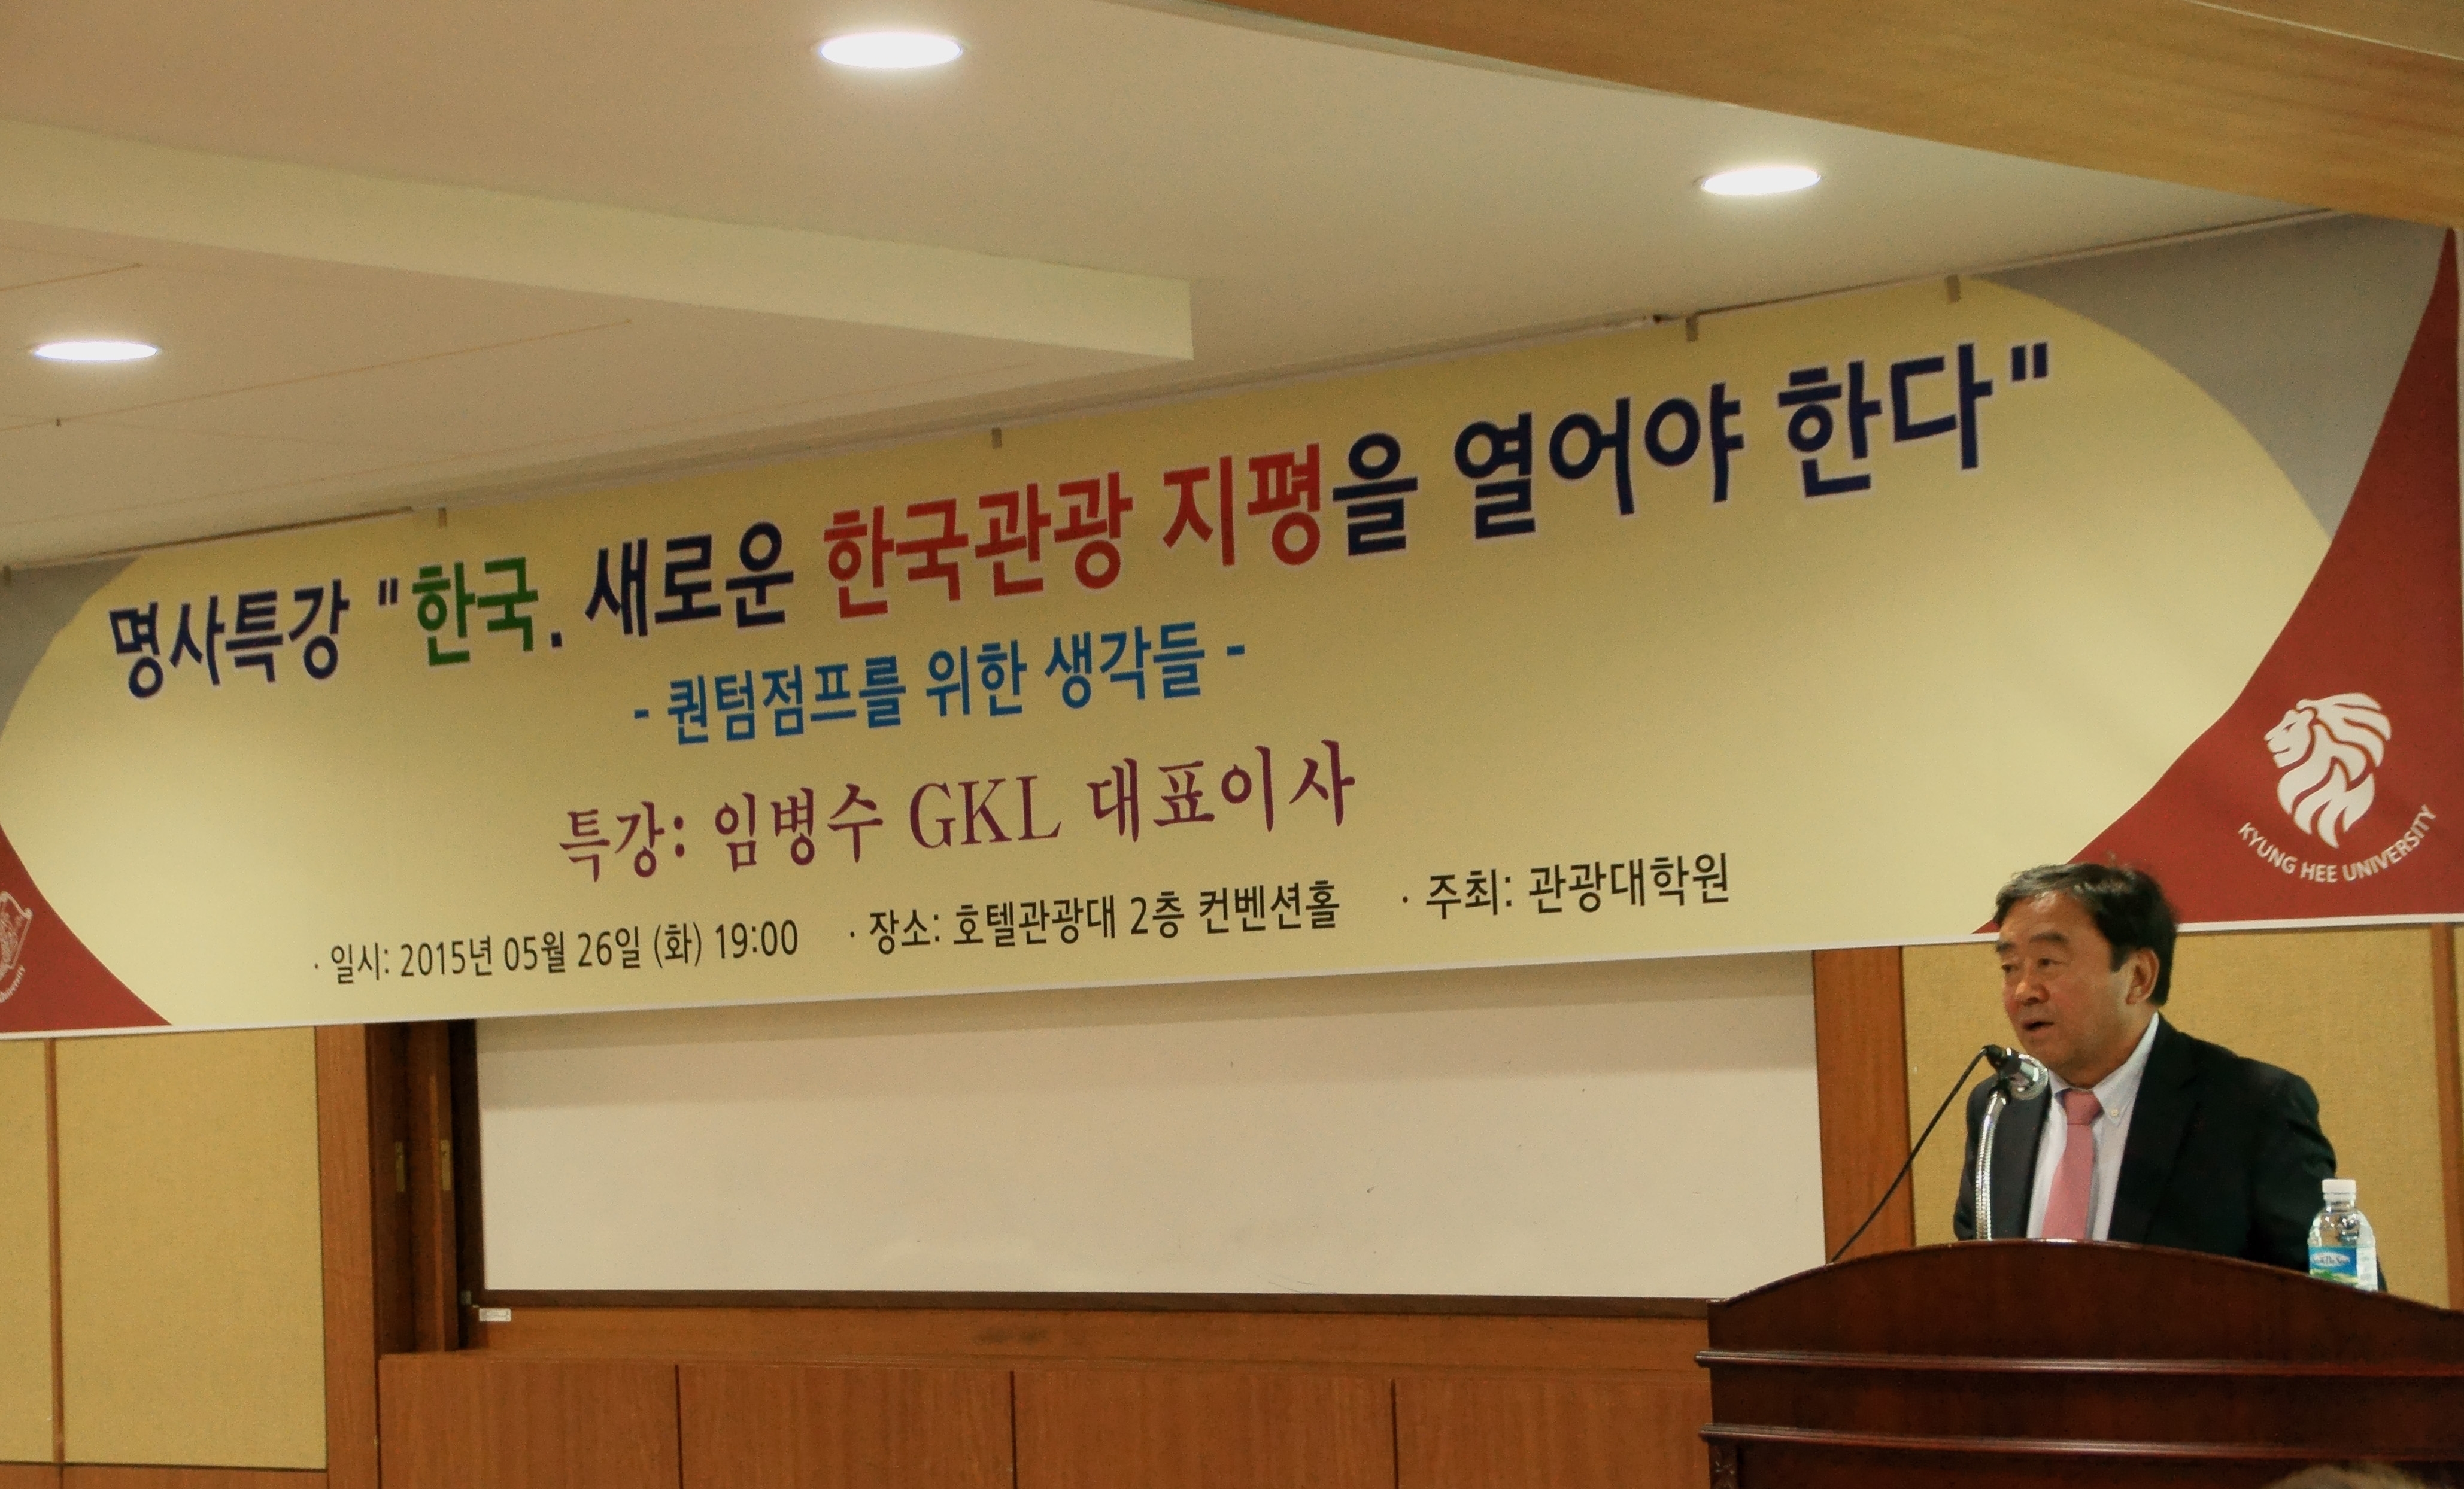 명사특강 "한국. 새로운 한국관광 지평을 열어야 한다"
- 퀀텀점프를 위한 생각들 -
특강: 임병수 GKL 대표이사
· 일시: 2015년 05월 26일 (화) 19:00 · 장소: 호텔관광대 2층 컨벤션홀 · 주최: 관광대학원
KYUNG HEE UNIVERSITY